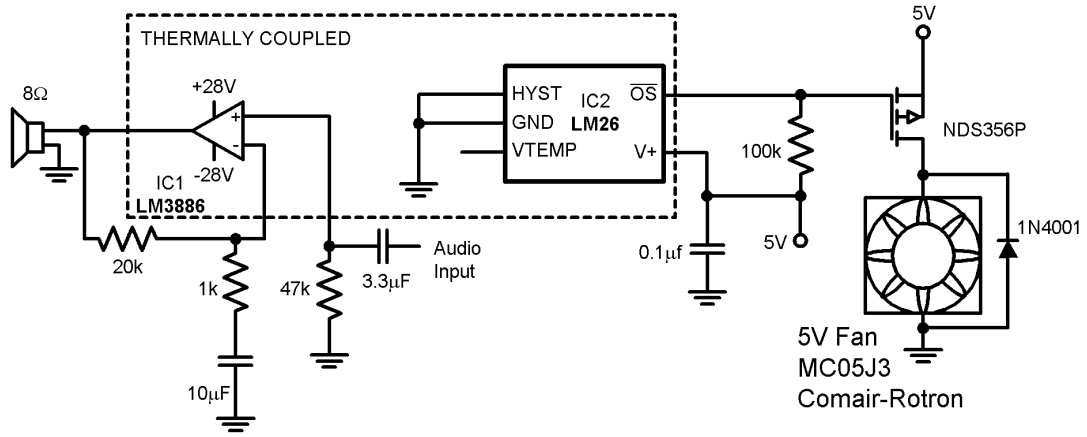 THERMALLY COUPLED
8Ω
+28V
+
-
-28V
IC1
LM3886
20k
1k
10µF
47k
3.3µF
Audio
Input
HYST
GND
VTEMP
IC2
LM26
OS
V+
100k
0.1µf
5V
5V
NDS356P
1N4001
5V Fan
MC05J3
Comair-Rotron